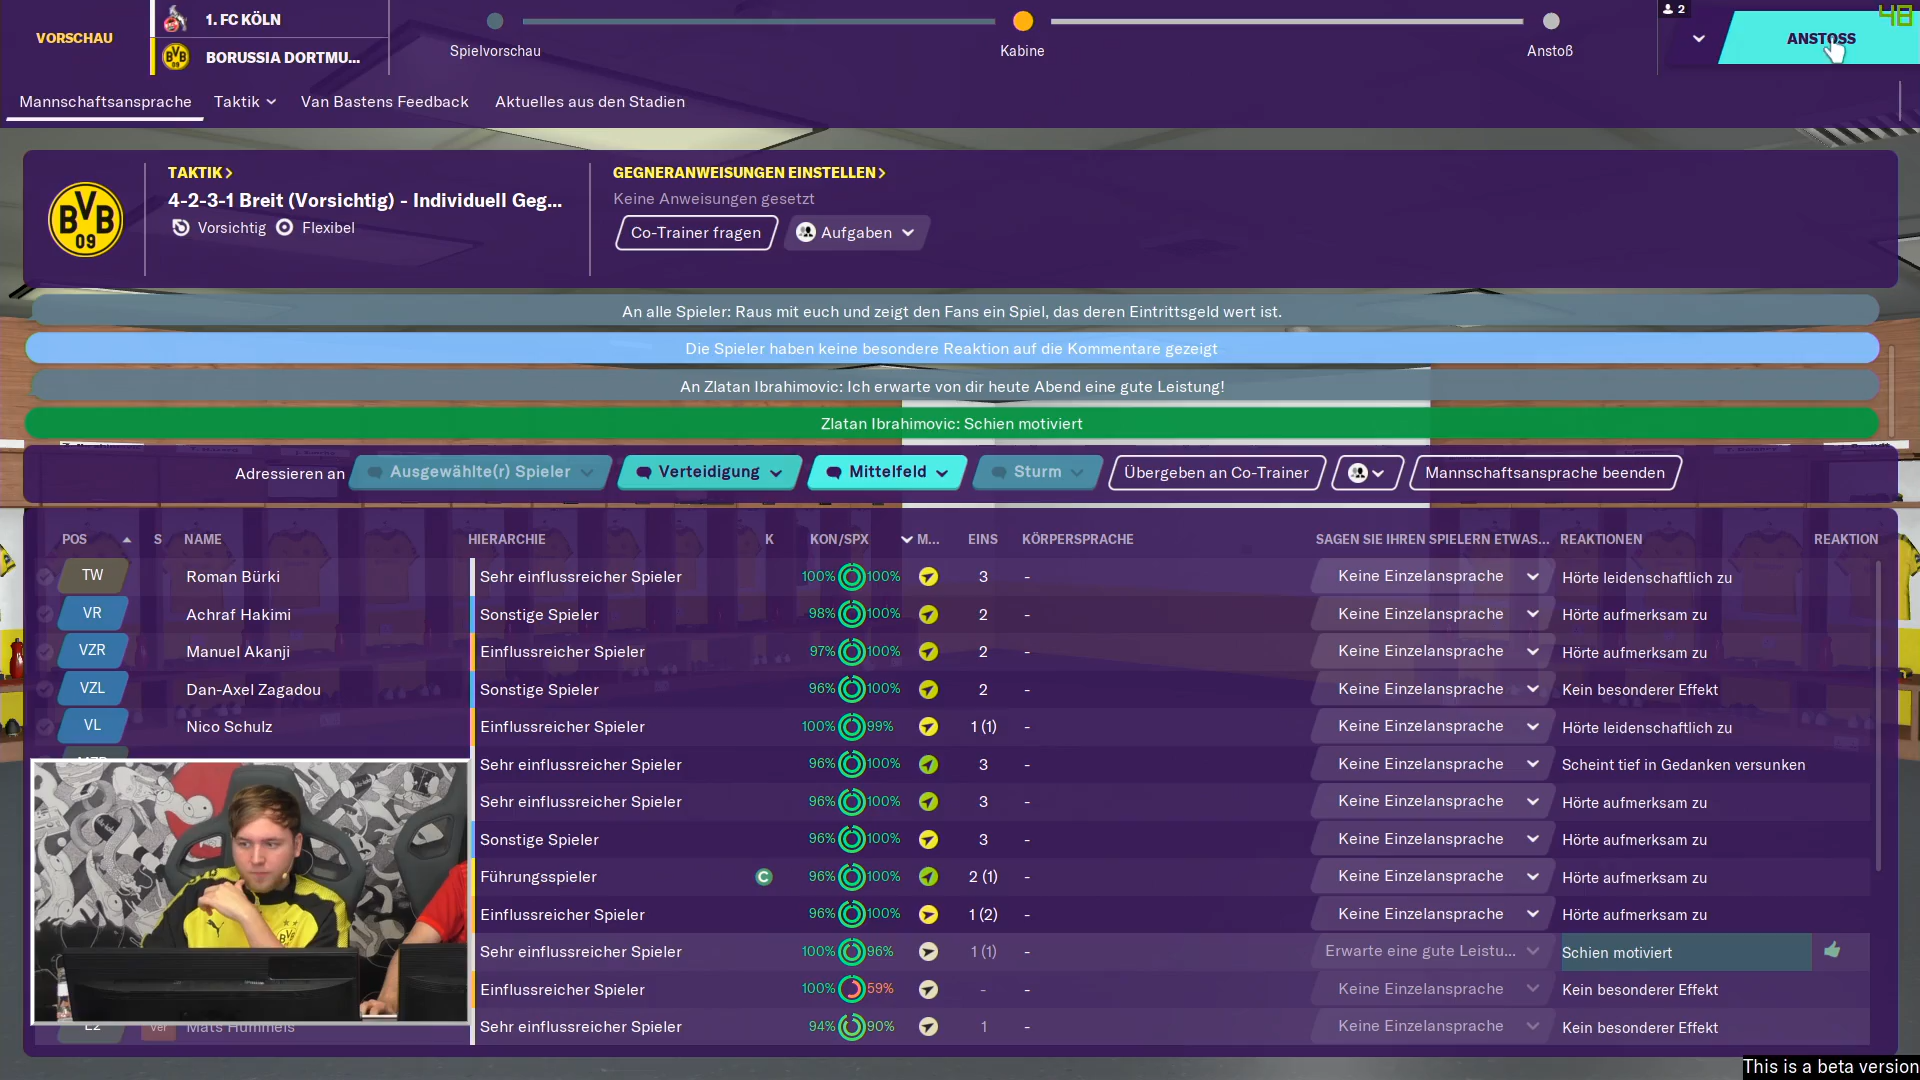 VORSCHAU
1. FC KÖLN
BORUSSIA DORTMU...
Spielvorschau
Kabine
Anstoß
2
48
ANSTOSS
Mannschaftsansprache
Taktik
Van Bastens Feedback
Aktuelles aus den Stadien
BVB 09
TAKTIK
4-2-3-1 Breit (Vorsichtig) - Individuell Geg...
Vorsichtig
Flexibel
GEGNERANWEISUNGEN EINSTELLEN
Keine Anweisungen gesetzt
Co-Trainer fragen
Aufgaben
An alle Spieler: Raus mit euch und zeigt den Fans ein Spiel, das deren Eintrittsgeld wert ist.
Die Spieler haben keine besondere Reaktion auf die Kommentare gezeigt
An Zlatan Ibrahimovic: Ich erwarte von dir heute Abend eine gute Leistung!
Zlatan Ibrahimovic: Schien motiviert
Adressieren an Ausgewählte(r) Spieler Verteidigung Mittelfeld Sturm Übergeben an Co-Trainer Mannschaftsansprache beenden
POS S NAME HIERARCHIE K KON/SPX M... EINS KÖRPERSPRACHE SAGEN SIE IHREN SPIELERN ETWAS... REAKTIONEN REAKTION
TW Roman Bürki Sehr einflussreicher Spieler 100% 100% 3 - Keine Einzelansprache Hörte leidenschaftlich zu
VR Achraf Hakimi Sonstige Spieler 98% 100% 2 - Keine Einzelansprache Hörte aufmerksam zu
VZR Manuel Akanji Einflussreicher Spieler 97% 100% 2 - Keine Einzelansprache Hörte aufmerksam zu
VZL Dan-Axel Zagadou Sonstige Spieler 96% 100% 2 - Keine Einzelansprache Kein besonderer Effekt
VL Nico Schulz Einflussreicher Spieler 100% 99% 1 (1) - Keine Einzelansprache Hörte leidenschaftlich zu
Sehr einflussreicher Spieler 96% 100% 3 - Keine Einzelansprache Scheint tief in Gedanken versunken
Sehr einflussreicher Spieler 96% 100% 3 - Keine Einzelansprache Hörte aufmerksam zu
Sonstige Spieler 96% 100% 3 - Keine Einzelansprache Hörte aufmerksam zu
Führungsspieler C 96% 100% 2 (1) - Keine Einzelansprache Hörte aufmerksam zu
Einflussreicher Spieler 96% 100% 1 (2) - Keine Einzelansprache Hörte aufmerksam zu
Sehr einflussreicher Spieler 100% 96% 1 (1) - Erwarte eine gute Leistu... Schien motiviert
Einflussreicher Spieler 100% 59% - - Keine Einzelansprache Kein besonderer Effekt
E2 Ver Mats Hummels Sehr einflussreicher Spieler 94% 90% 1 - Keine Einzelansprache Kein besonderer Effekt
This is a beta version